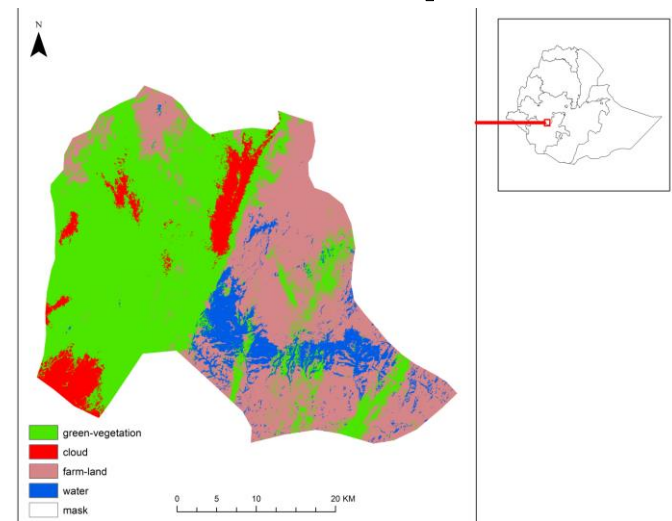 N
green-vegetation
cloud
farm-land
water
mask
0 5 10 20 KM